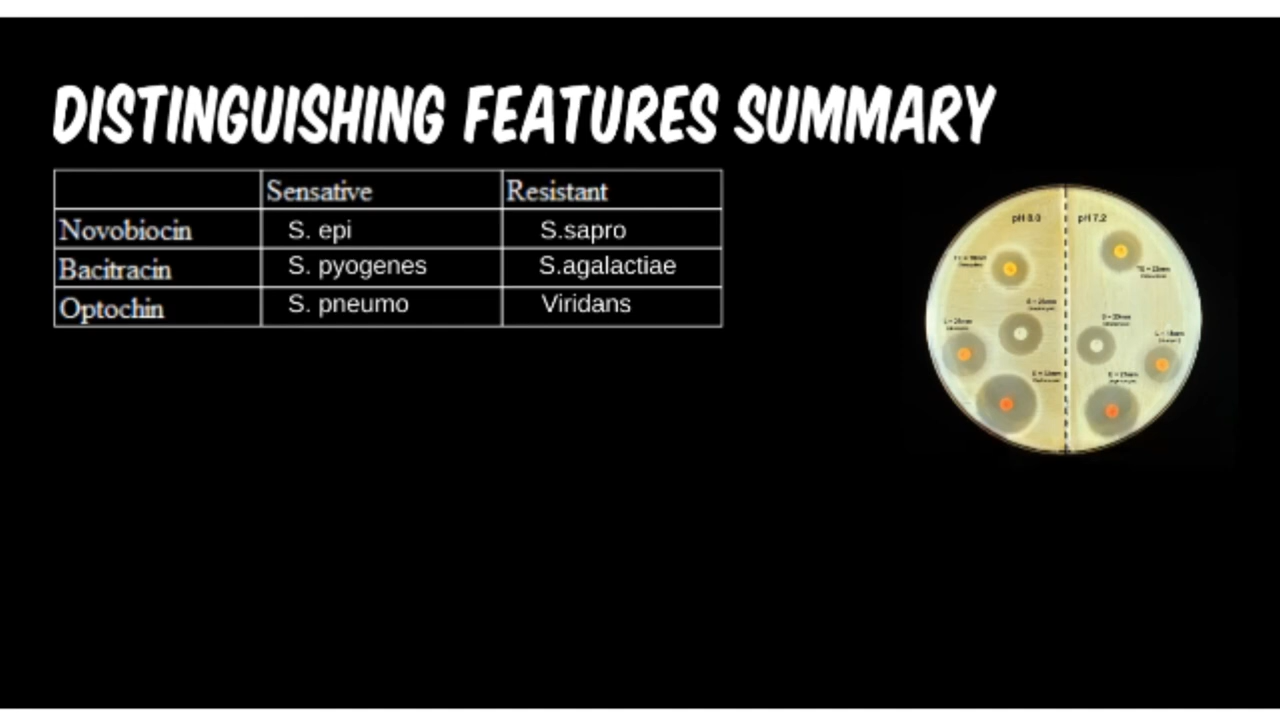 DISTINGUISHING FEATURES SUMMARY
Sensative Resistant
Novobiocin S. epi S.sapro
Bacitracin S. pyogenes S.agalactiae
Optochin S. pneumo Viridans
pH 8.0 pH 7.2